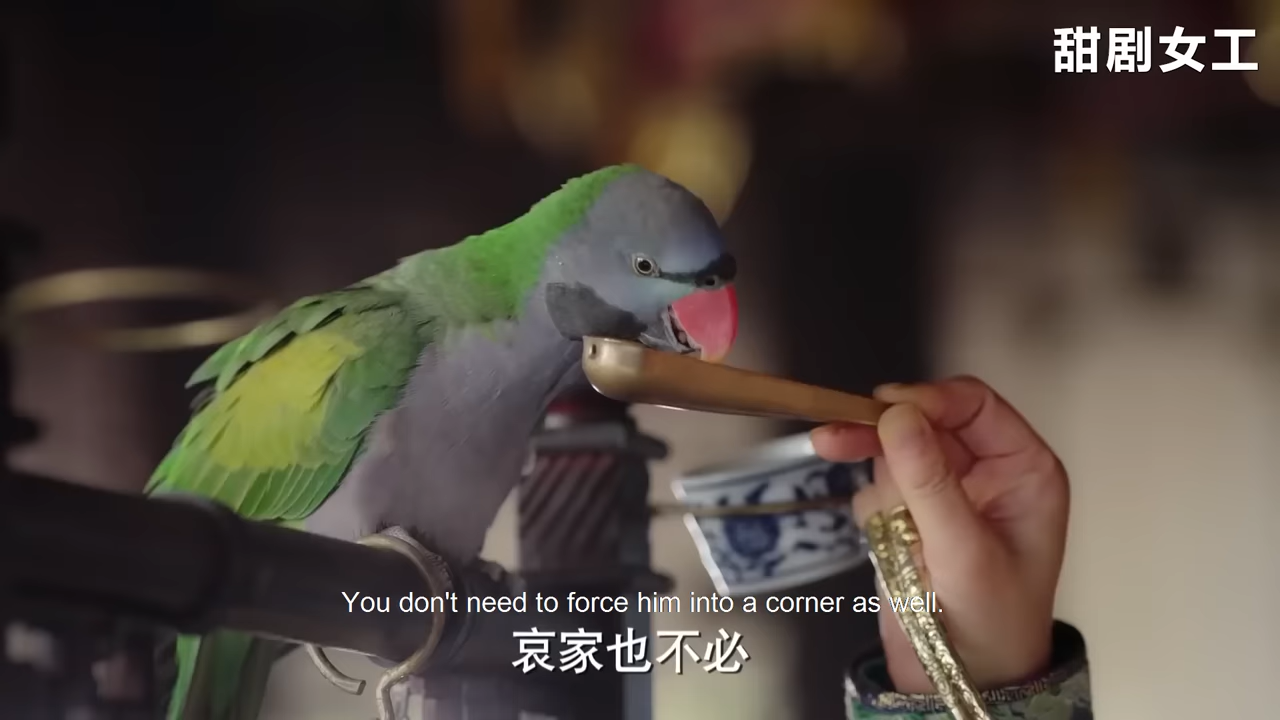 甜剧女工
You don't need to force him into a corner as well.
哀家也不必